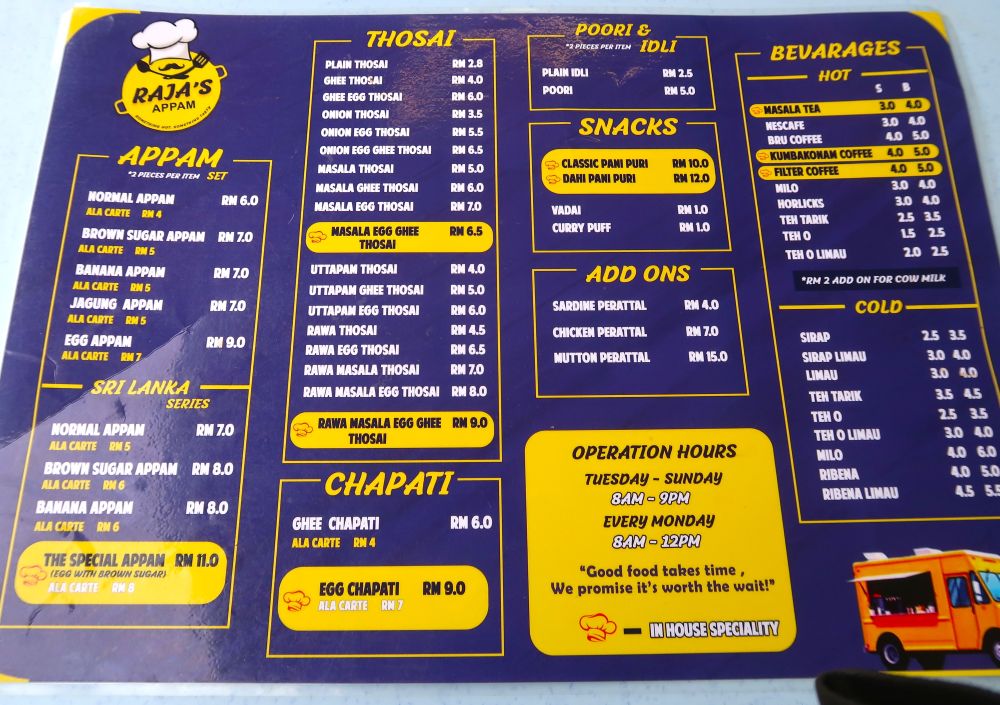 RAJA'S
APPAM
SOMETHING HOT, SOMETHING TASTY
APPAM
*2 PIECES PER ITEM SET
NORMAL APPAM RM 6.0
ALA CARTE RM 4
BROWN SUGAR APPAM RM 7.0
ALA CARTE RM 5
BANANA APPAM RM 7.0
ALA CARTE RM 5
JAGUNG APPAM RM 7.0
ALA CARTE RM 5
EGG APPAM RM 9.0
ALA CARTE RM 7
SRI LANKA
SERIES
NORMAL APPAM RM 7.0
ALA CARTE RM 5
BROWN SUGAR APPAM RM 8.0
ALA CARTE RM 6
BANANA APPAM RM 8.0
ALA CARTE RM 6
THE SPECIAL APPAM RM 11.0
(EGG WITH BROWN SUGAR)
ALA CARTE RM 8
THOSAI
PLAIN THOSAI RM 2.8
GHEE THOSAI RM 4.0
GHEE EGG THOSAI RM 6.0
ONION THOSAI RM 3.5
ONION EGG THOSAI RM 5.5
ONION EGG GHEE THOSAI RM 6.5
MASALA THOSAI RM 5.0
MASALA GHEE THOSAI RM 6.0
MASALA EGG THOSAI RM 7.0
MASALA EGG GHEE RM 6.5
THOSAI
UTTAPAM THOSAI RM 4.0
UTTAPAM GHEE THOSAI RM 5.0
UTTAPAM EGG THOSAI RM 6.0
RAWA THOSAI RM 4.5
RAWA EGG THOSAI RM 6.5
RAWA MASALA THOSAI RM 7.0
RAWA MASALA EGG THOSAI RM 8.0
RAWA MASALA EGG GHEE RM 9.0
THOSAI
CHAPATI
GHEE CHAPATI RM 6.0
ALA CARTE RM 4
EGG CHAPATI RM 9.0
ALA CARTE RM 7
POORI &
*2 PIECES PER ITEM IDLI
PLAIN IDLI RM 2.5
POORI RM 5.0
SNACKS
CLASSIC PANI PURI RM 10.0
DAHI PANI PURI RM 12.0
VADAI RM 1.0
CURRY PUFF RM 1.0
ADD ONS
SARDINE PERATTAL RM 4.0
CHICKEN PERATTAL RM 7.0
MUTTON PERATTAL RM 15.0
OPERATION HOURS
TUESDAY - SUNDAY
8AM - 9PM
EVERY MONDAY
8AM - 12PM
"Good food takes time ,
We promise it's worth the wait!"
- IN HOUSE SPECIALITY
BEVARAGES
HOT
S B
MASALA TEA 3.0 4.0
NESCAFE 3.0 4.0
BRU COFFEE 4.0 5.0
KUMBAKONAM COFFEE 4.0 5.0
FILTER COFFEE 4.0 5.0
MILO 3.0 4.0
HORLICKS 3.0 4.0
TEH TARIK 2.5 3.5
TEH O 1.5 2.5
TEH O LIMAU 2.0 2.5
*RM 2 ADD ON FOR COW MILK
COLD
SIRAP 2.5 3.5
SIRAP LIMAU 3.0 4.0
LIMAU 3.0 4.0
TEH TARIK 3.5 4.5
TEH O 2.5 3.5
TEH O LIMAU 3.0 4.0
MILO 4.0 6.0
RIBENA 4.0 5.0
RIBENA LIMAU 4.5 5.5